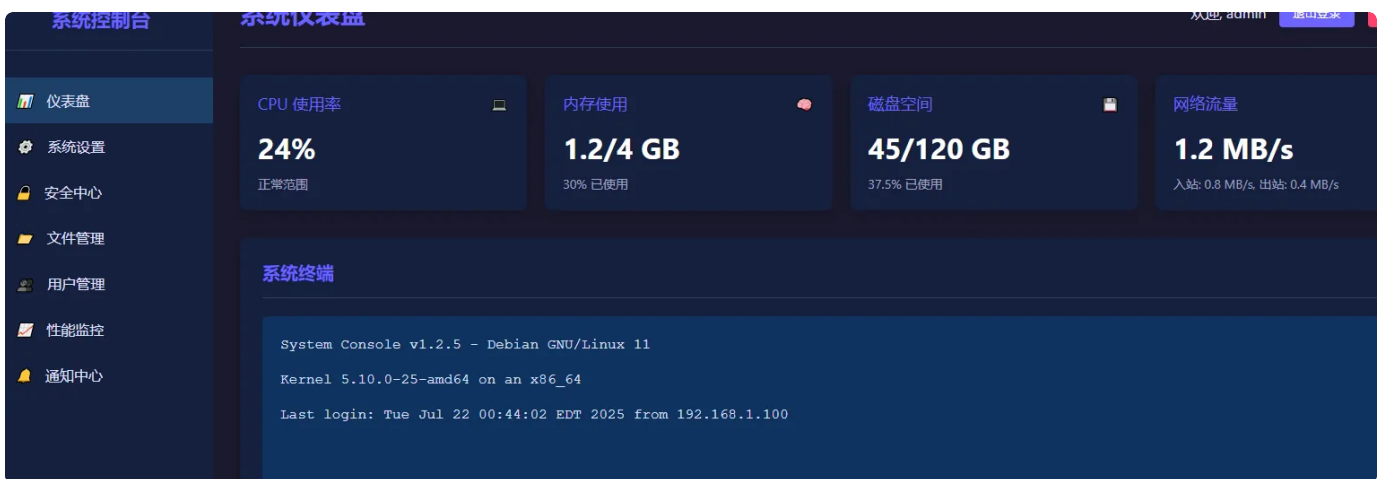 系统控制台
系统仪表盘
欢迎, admin
退出登录
仪表盘
系统设置
安全中心
文件管理
用户管理
性能监控
通知中心
CPU 使用率
24%
正常范围
内存使用
1.2/4 GB
30% 已使用
磁盘空间
45/120 GB
37.5% 已使用
网络流量
1.2 MB/s
入站: 0.8 MB/s, 出站: 0.4 MB/s
系统终端
System Console v1.2.5 - Debian GNU/Linux 11
Kernel 5.10.0-25-amd64 on an x86_64
Last login: Tue Jul 22 00:44:02 EDT 2025 from 192.168.1.100